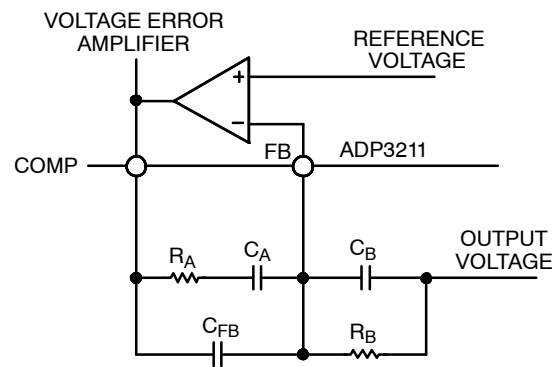 VOLTAGE ERROR
AMPLIFIER
REFERENCE
VOLTAGE
+
−
COMP
FB
ADP3211
RA
CA
CB
OUTPUT
VOLTAGE
CFB
RB